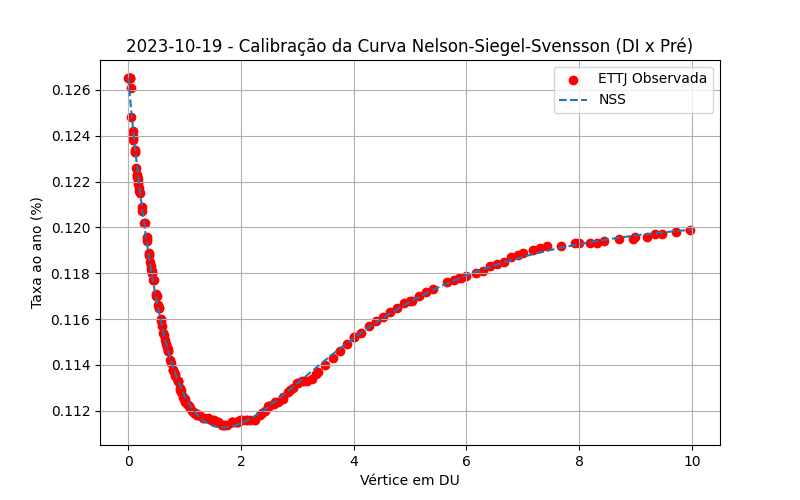 2023-10-19 - Calibração da Curva Nelson-Siegel-Svensson (DI x Pré)
ETTJ Observada
NSS
Taxa ao ano (%)
0.126
0.124
0.122
0.120
0.118
0.116
0.114
0.112
0 2 4 6 8 10
Vértice em DU